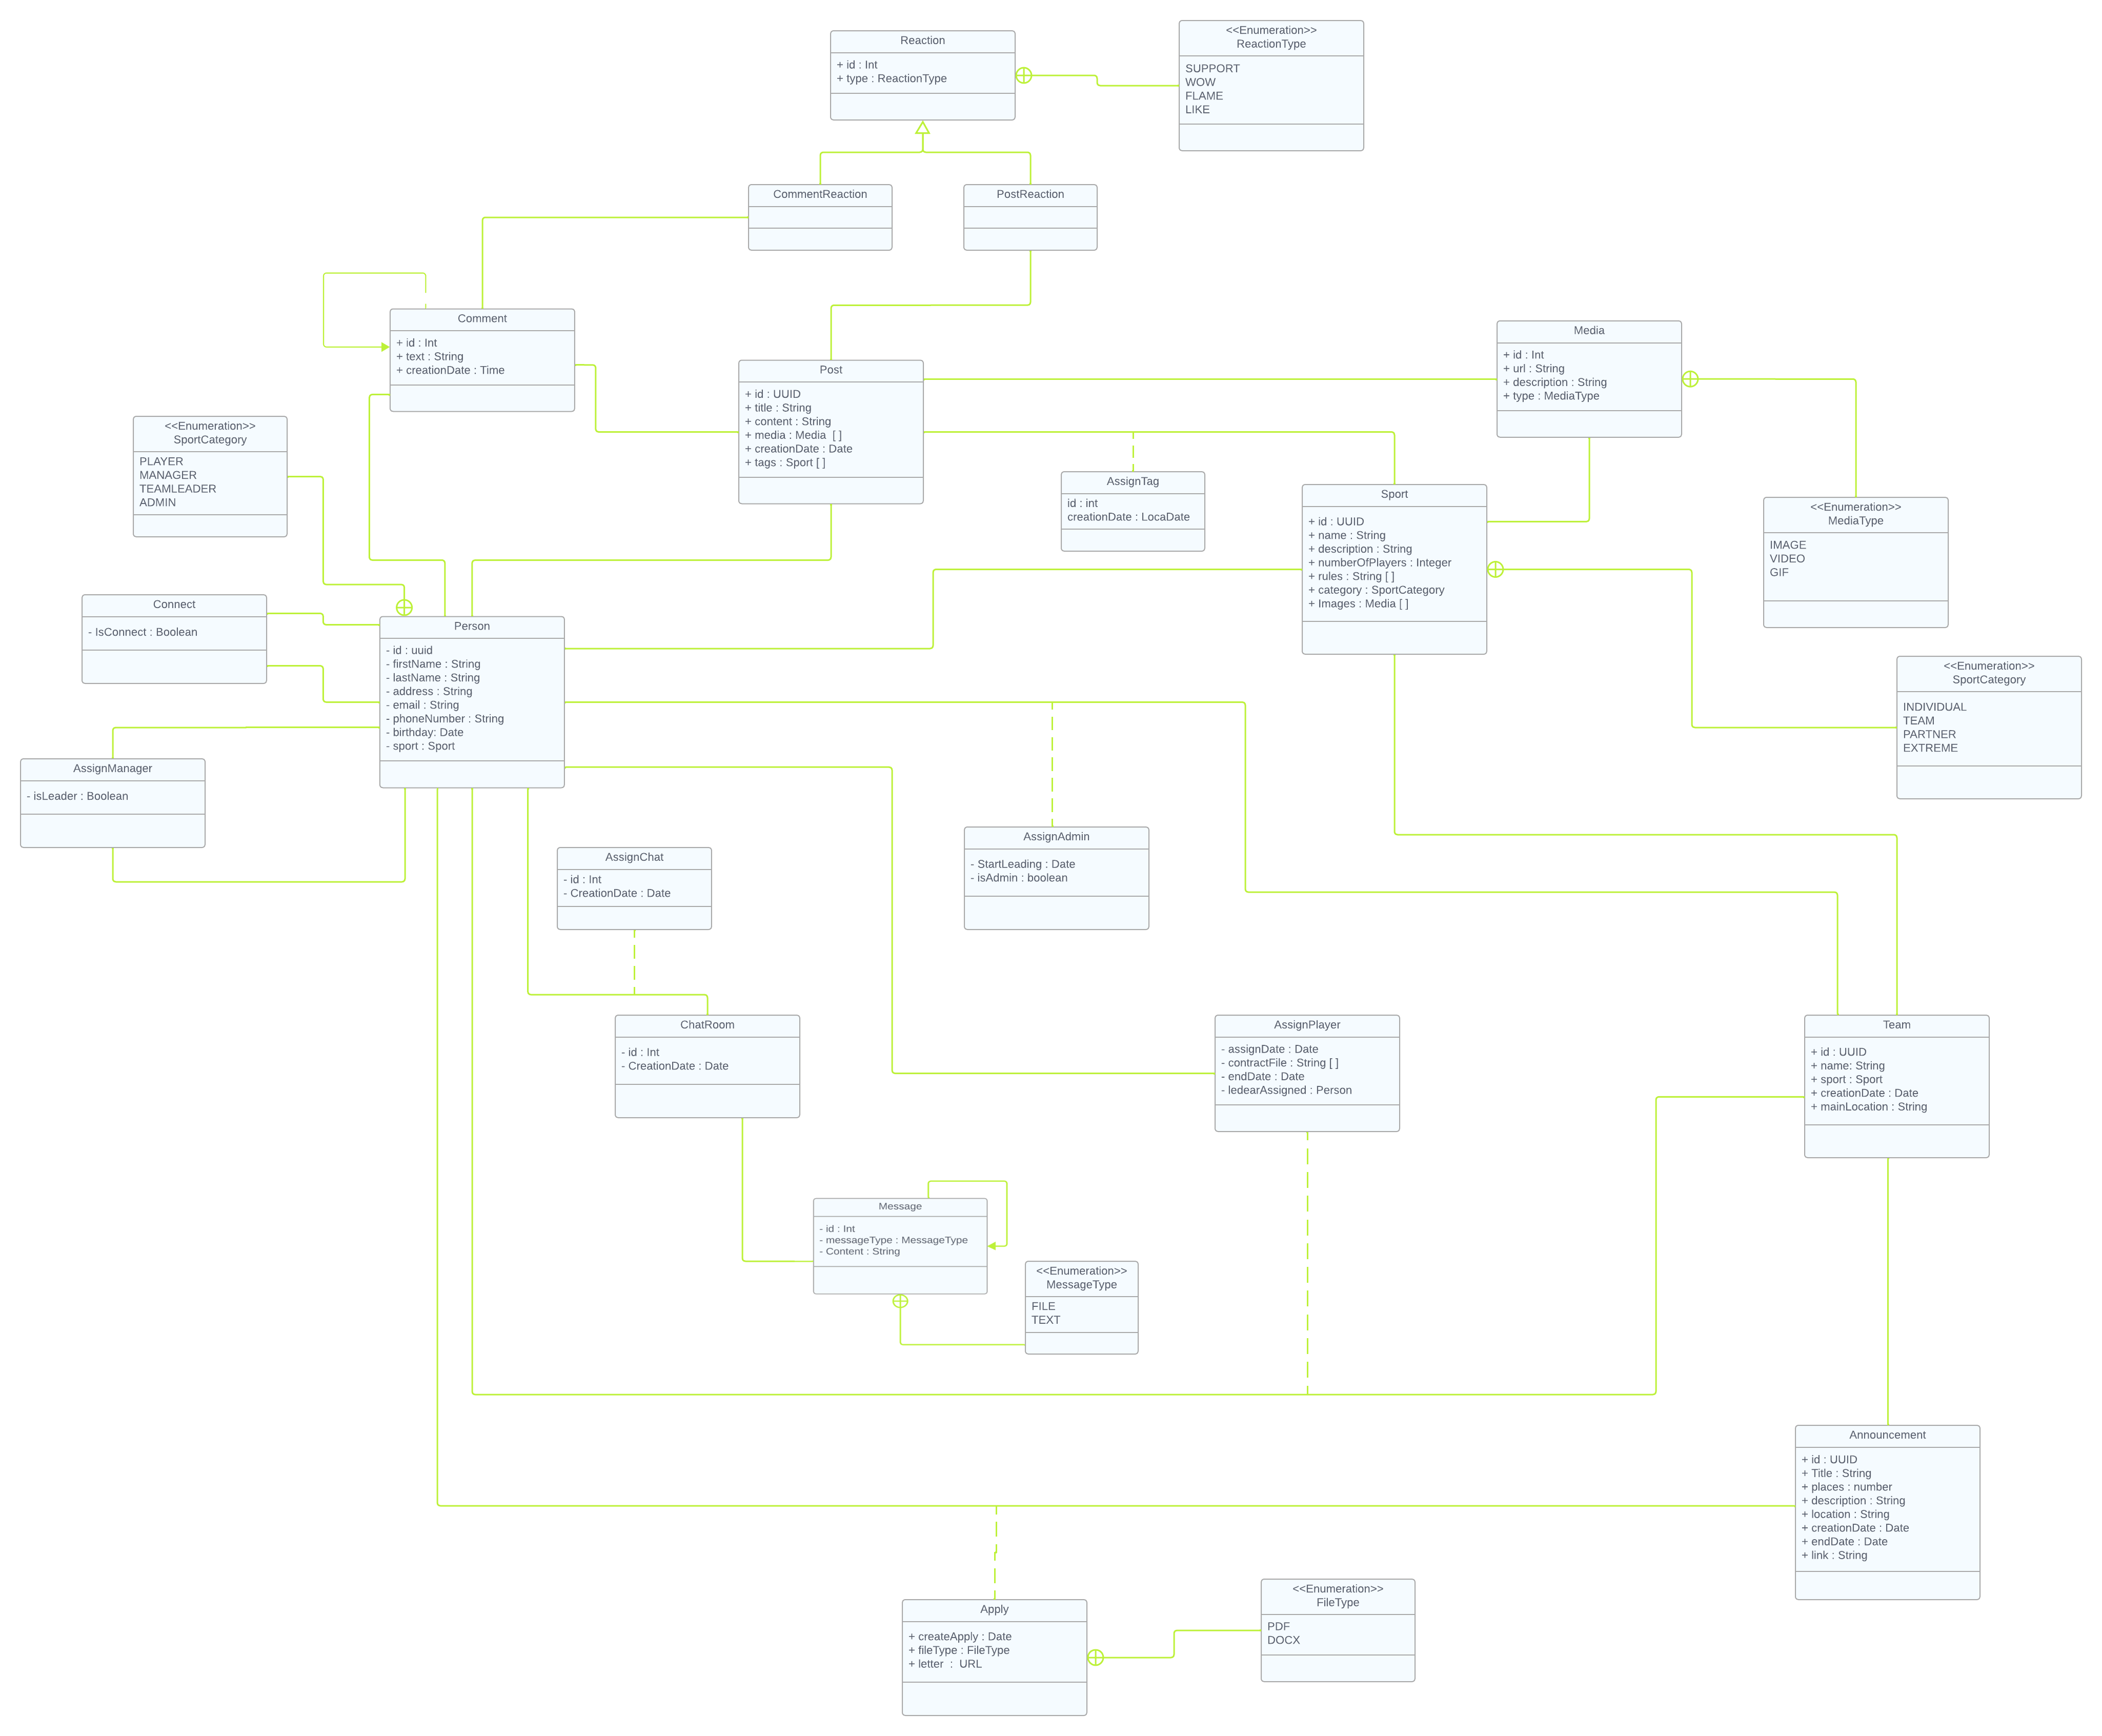 Reaction
+ id : Int
+ type : ReactionType
<<Enumeration>>
ReactionType
SUPPORT
WOW
FLAME
LIKE
CommentReaction
PostReaction
Comment
+ id : Int
+ text : String
+ creationDate : Time
Post
+ id : UUID
+ title : String
+ content : String
+ media : Media  [ ]
+ creationDate : Date
+ tags : Sport [ ]
Media
+ id : Int
+ url : String
+ description : String
+ type : MediaType
<<Enumeration>>
SportCategory
PLAYER
MANAGER
TEAMLEADER
ADMIN
AssignTag
id : int
creationDate : LocaDate
Sport
+ id : UUID
+ name : String
+ description : String
+ numberOfPlayers : Integer
+ rules : String [ ]
+ category : SportCategory
+ Images : Media [ ]
<<Enumeration>>
MediaType
IMAGE
VIDEO
GIF
Connect
- IsConnect : Boolean
Person
- id : uuid
- firstName : String
- lastName : String
- address : String
- email : String
- phoneNumber : String
- birthday: Date
- sport : Sport
<<Enumeration>>
SportCategory
INDIVIDUAL
TEAM
PARTNER
EXTREME
AssignManager
- isLeader : Boolean
AssignChat
- id : Int
- CreationDate : Date
AssignAdmin
- StartLeading : Date
- isAdmin : boolean
ChatRoom
- id : Int
- CreationDate : Date
AssignPlayer
- assignDate : Date
- contractFile : String [ ]
- endDate : Date
- ledearAssigned : Person
Team
+ id : UUID
+ name: String
+ sport : Sport
+ creationDate : Date
+ mainLocation : String
Message
- id : Int
- messageType : MessageType
- Content : String
<<Enumeration>>
MessageType
FILE
TEXT
Announcement
+ id : UUID
+ Title : String
+ places : number
+ description : String
+ location : String
+ creationDate : Date
+ endDate : Date
+ link : String
Apply
+ createApply : Date
+ fileType : FileType
+ letter  :  URL
<<Enumeration>>
FileType
PDF
DOCX